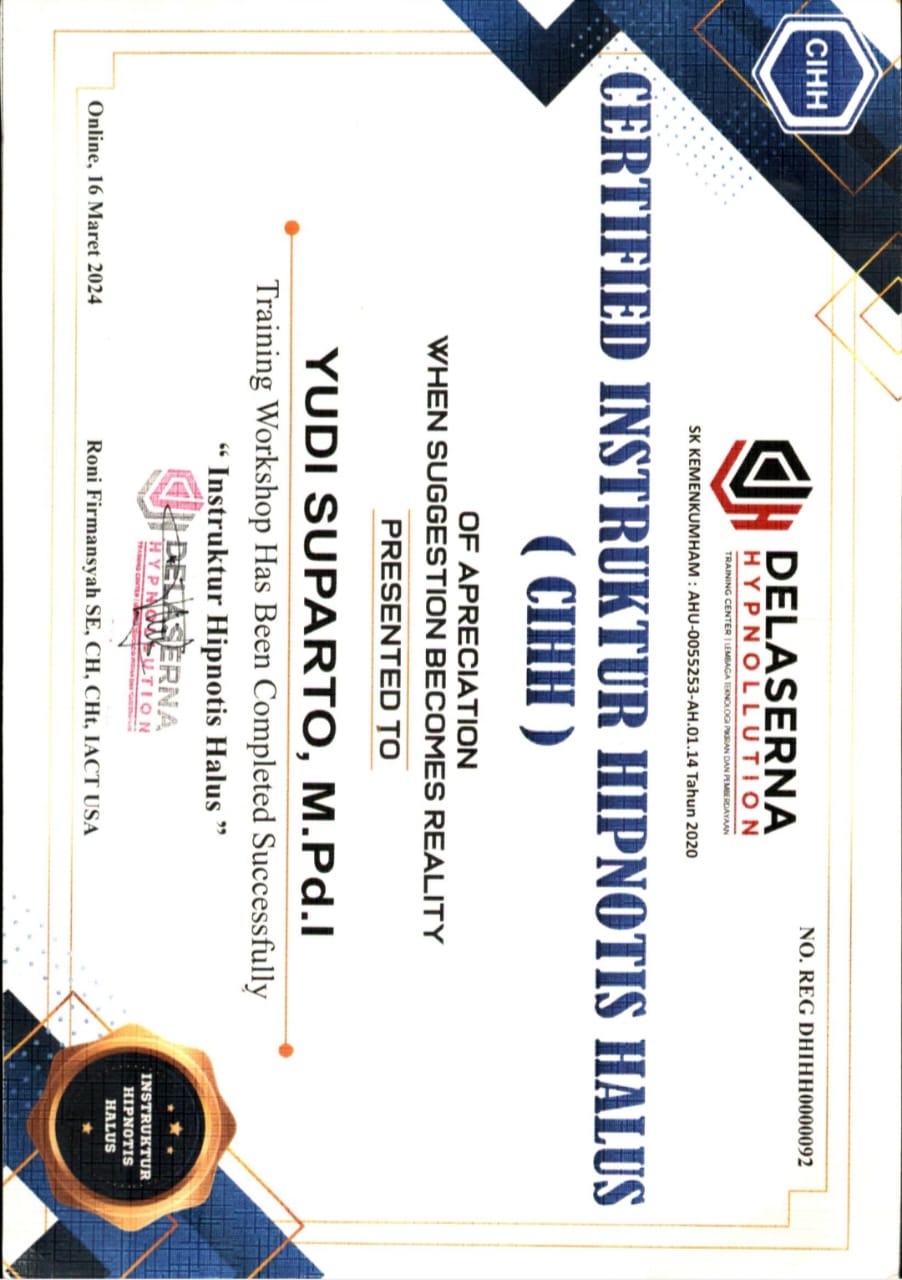 CIHH
NO. REG DHIHH0000092
DELASERNA
HYPNOLLUTION
TRAINING CENTER | LEMBAGA TEKNOLOGI PIKIRAN DAN PEMBERDAYAAN
SK KEMENKUMHAM : AHU-0055253-AH.01.14 Tahun 2020
CERTIFIED INSTRUKTUR HIPNOTIS HALUS
( CIHH )
OF APRECIATION
WHEN SUGGESTION BECOMES REALITY
PRESENTED TO
YUDI SUPARTO, M.Pd.I
Training Workshop Has Been Completed Successfully
“ Instruktur Hipnotis Halus ”
DELASERNA
HYPNOLLUTION
TRAINING CENTER
Online, 16 Maret 2024
Roni Firmansyah SE, CH, CHt, IACT USA
INSTRUKTUR
HIPNOTIS
HALUS